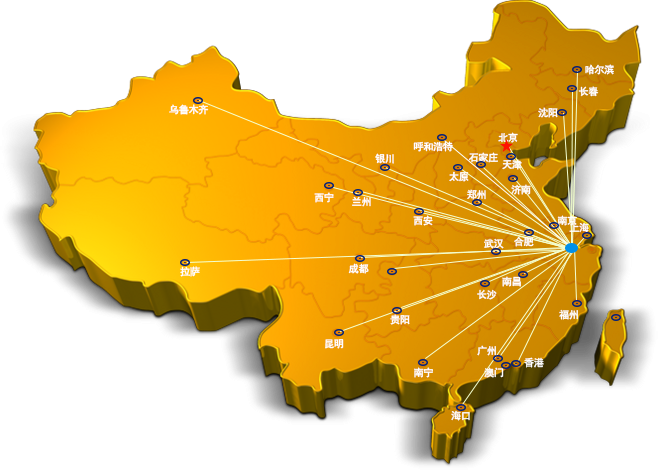 哈尔滨
长春
乌鲁木齐
沈阳
北京
呼和浩特
石家庄
天津
银川
太原
济南
西宁
兰州
郑州
西安
南京
上海
合肥
武汉
拉萨
成都
南昌
长沙
贵阳
福州
昆明
广州
香港
南宁
澳门
海口